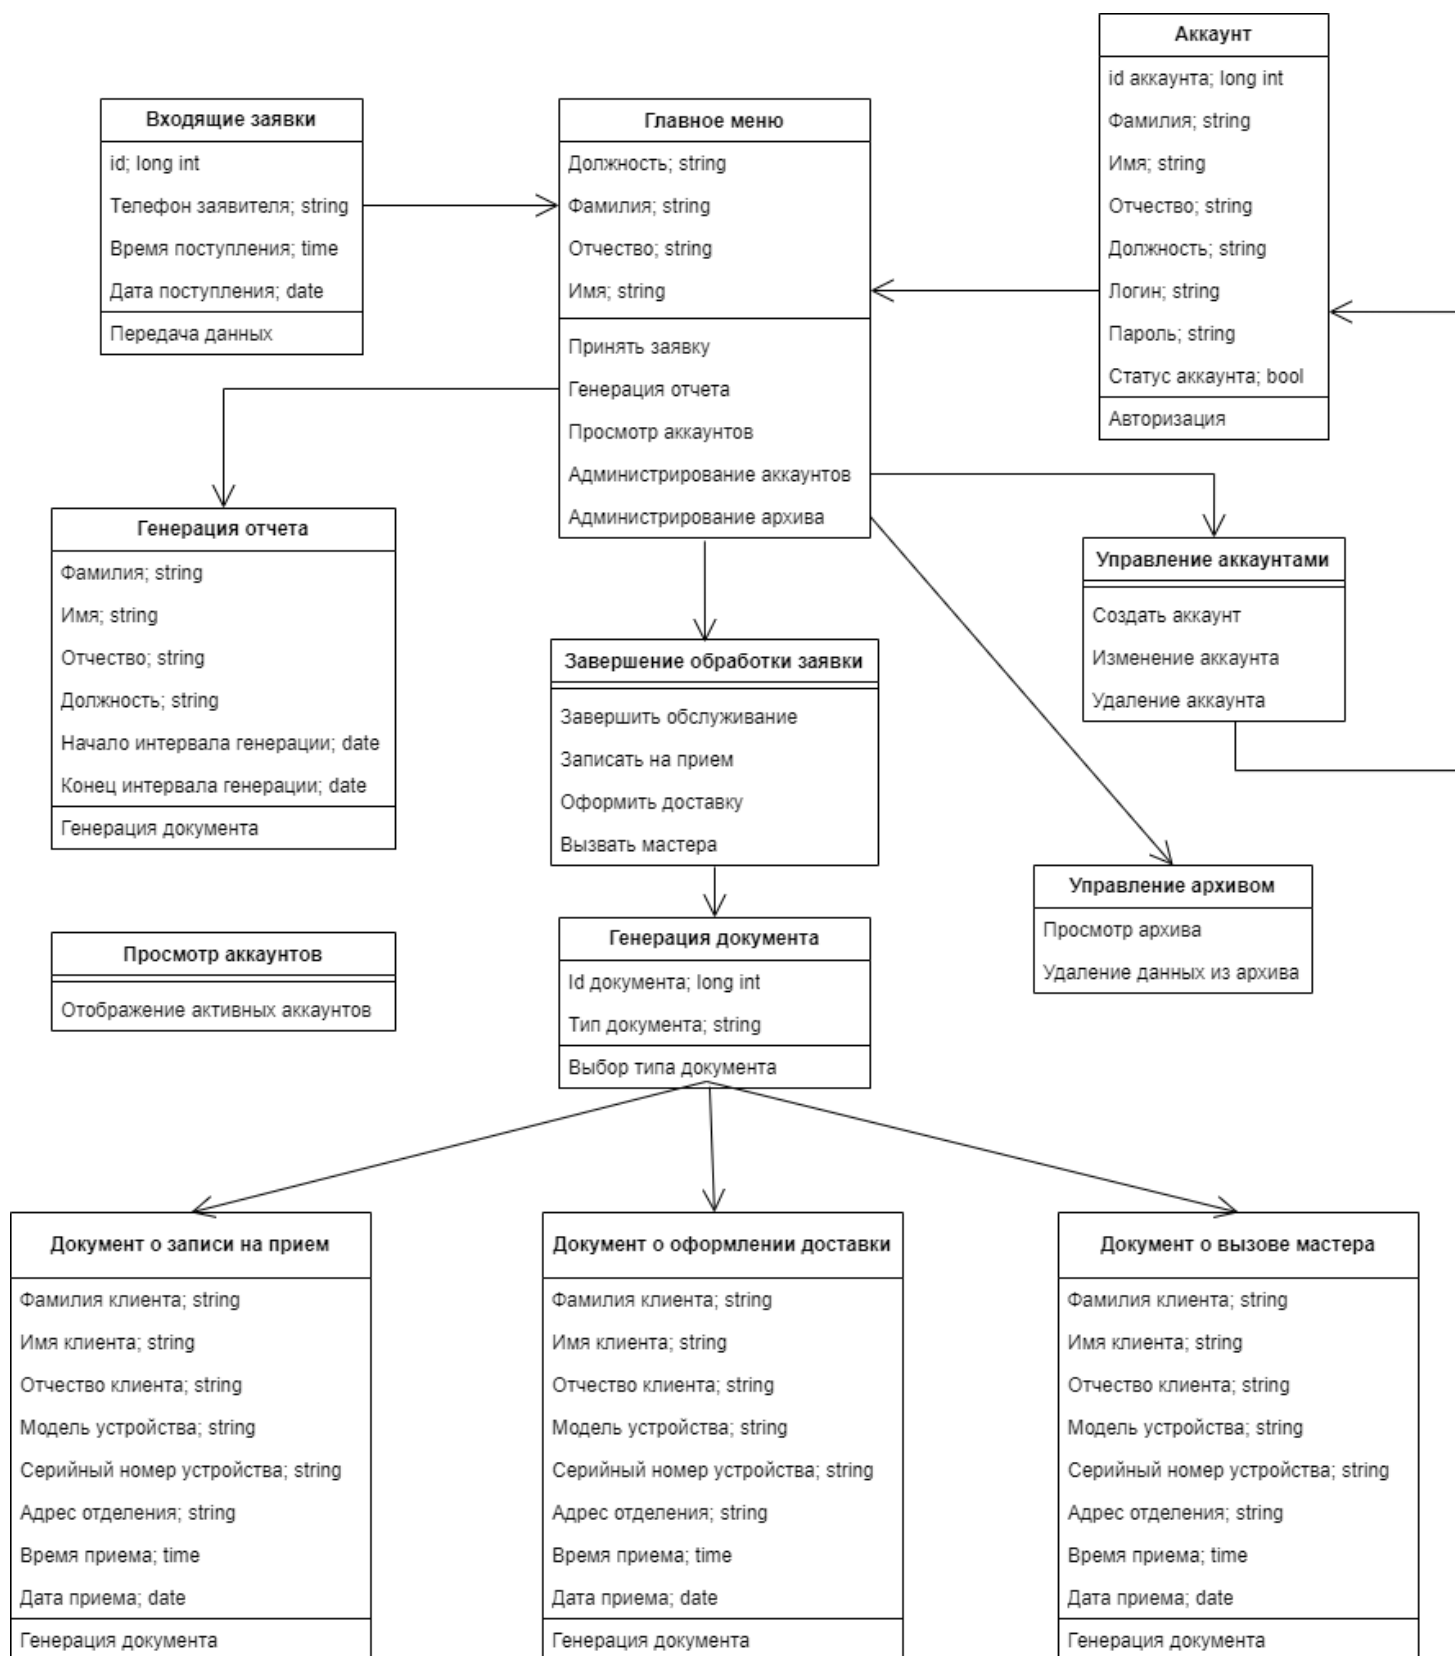 Аккаунт
id аккаунта; long int
Фамилия; string
Имя; string
Отчество; string
Должность; string
Логин; string
Пароль; string
Статус аккаунта; bool
Авторизация
Входящие заявки
id; long int
Телефон заявителя; string
Время поступления; time
Дата поступления; date
Передача данных
Главное меню
Должность; string
Фамилия; string
Отчество; string
Имя; string
Принять заявку
Генерация отчета
Просмотр аккаунтов
Администрирование аккаунтов
Администрирование архива
Генерация отчета
Фамилия; string
Имя; string
Отчество; string
Должность; string
Начало интервала генерации; date
Конец интервала генерации; date
Генерация документа
Завершение обработки заявки
Завершить обслуживание
Записать на прием
Оформить доставку
Вызвать мастера
Управление аккаунтами
Создать аккаунт
Изменение аккаунта
Удаление аккаунта
Управление архивом
Просмотр архива
Удаление данных из архива
Просмотр аккаунтов
Отображение активных аккаунтов
Генерация документа
Id документа; long int
Тип документа; string
Выбор типа документа
Документ о записи на прием
Фамилия клиента; string
Имя клиента; string
Отчество клиента; string
Модель устройства; string
Серийный номер устройства; string
Адрес отделения; string
Время приема; time
Дата приема; date
Генерация документа
Документ о оформлении доставки
Фамилия клиента; string
Имя клиента; string
Отчество клиента; string
Модель устройства; string
Серийный номер устройства; string
Адрес отделения; string
Время приема; time
Дата приема; date
Генерация документа
Документ о вызове мастера
Фамилия клиента; string
Имя клиента; string
Отчество клиента; string
Модель устройства; string
Серийный номер устройства; string
Адрес отделения; string
Время приема; time
Дата приема; date
Генерация документа